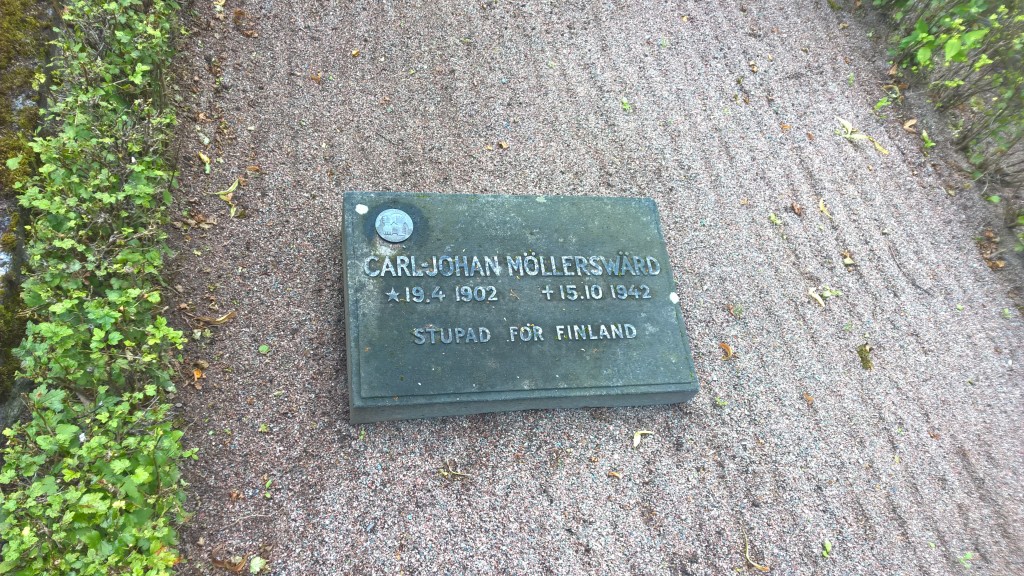 CARL-JOHAN MÖLLERSWÄRD
★19.4 1902 ✝15.10 1942
STUPAD FÖR FINLAND